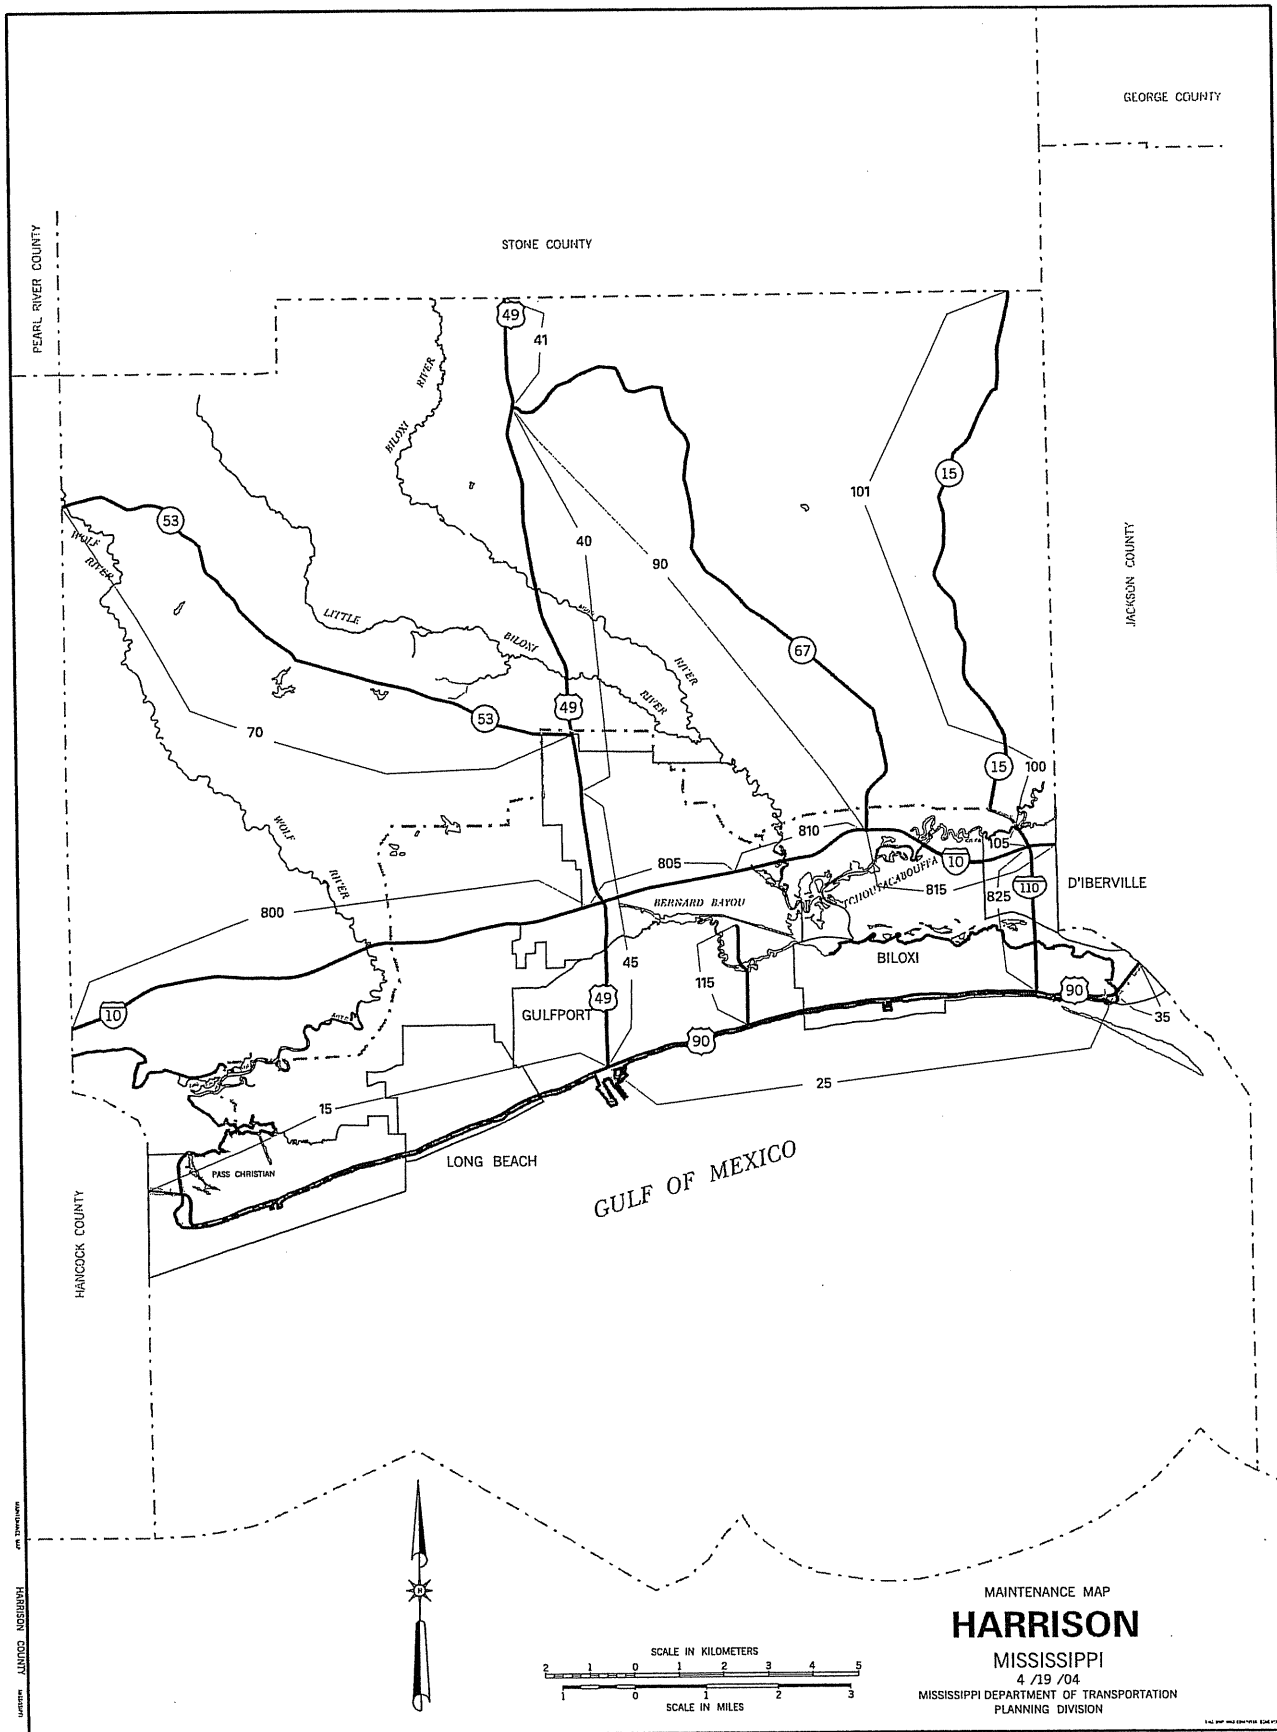 GEORGE COUNTY
PEARL RIVER COUNTY
STONE COUNTY
49
41
BILOXI
RIVER
15
101
53
WOLF
RIVER
40
90
JACKSON COUNTY
LITTLE
BILOXI
RIVER
RIVER
67
49
53
70
15
100
WOLF
RIVER
810
805
105
10
TCHOUTACABOUFFA
815
825
110
D'IBERVILLE
800
BERNARD BAYOU
45
115
BILOXI
10
49
GULFPORT
90
90
35
25
15
PASS CHRISTIAN
LONG BEACH
GULF OF MEXICO
HANCOCK COUNTY
MAINTENANCE MAP
HARRISON COUNTY
MISSISSIPPI
N
SCALE IN KILOMETERS
2 1 0 1 2 3 4 5
1 0 1 2 3
SCALE IN MILES
MAINTENANCE MAP
HARRISON
MISSISSIPPI
4 /19 /04
MISSISSIPPI DEPARTMENT OF TRANSPORTATION
PLANNING DIVISION